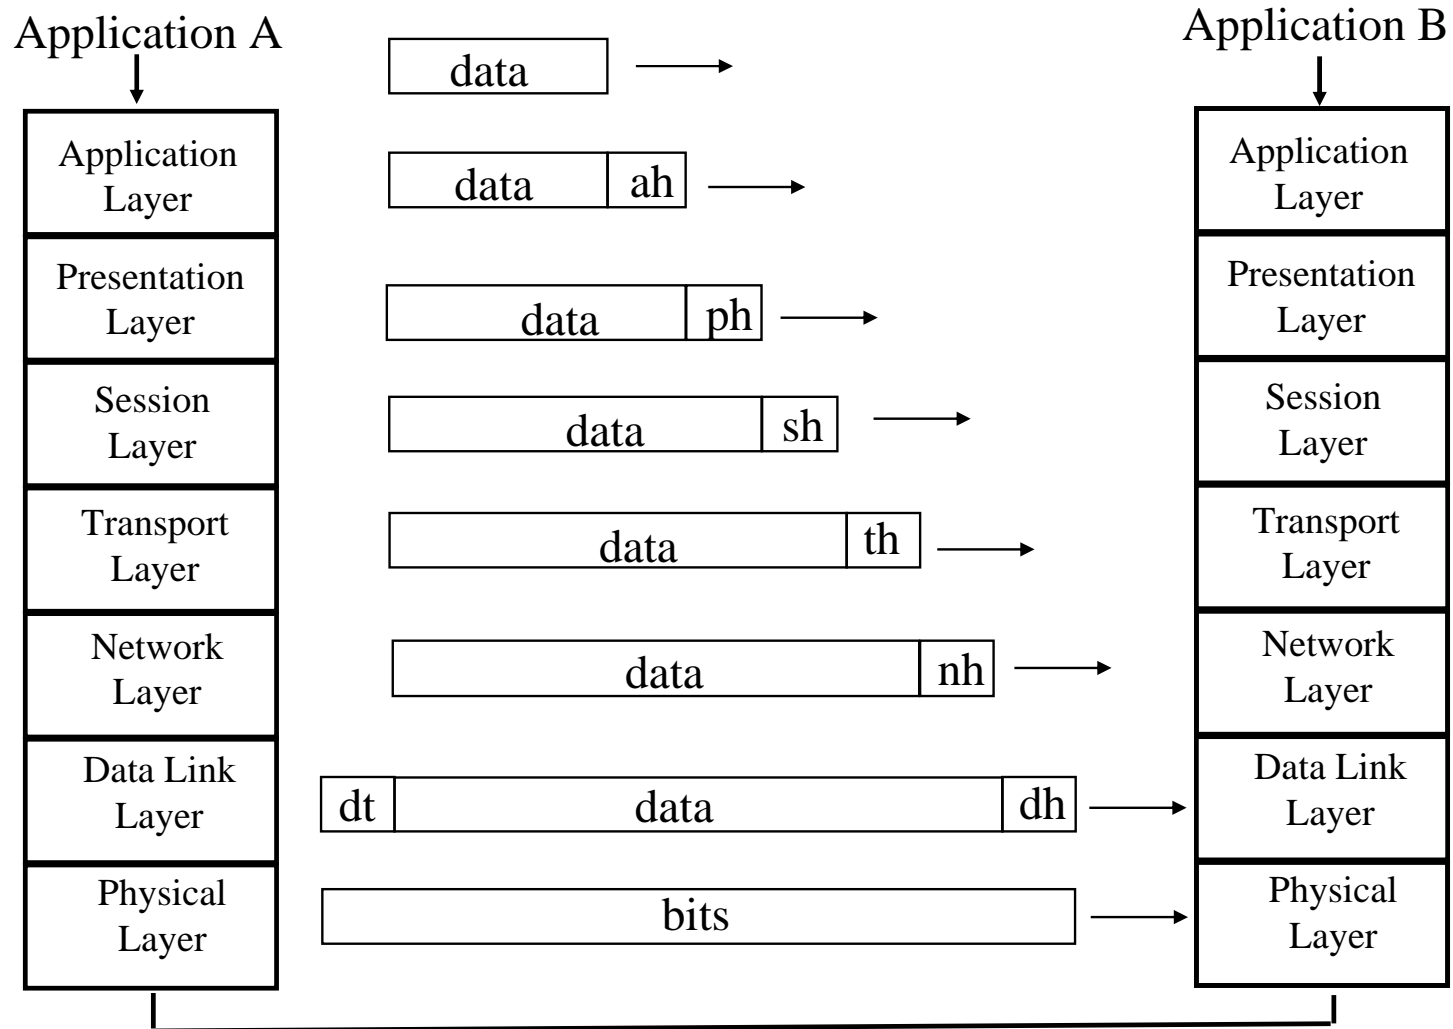 Application A
Application B
data
Application
Layer
data
ah
Application
Layer
Presentation
Layer
data
ph
Presentation
Layer
Session
Layer
data
sh
Session
Layer
Transport
Layer
data
th
Transport
Layer
Network
Layer
data
nh
Network
Layer
Data Link
Layer
dt
data
dh
Data Link
Layer
Physical
Layer
bits
Physical
Layer